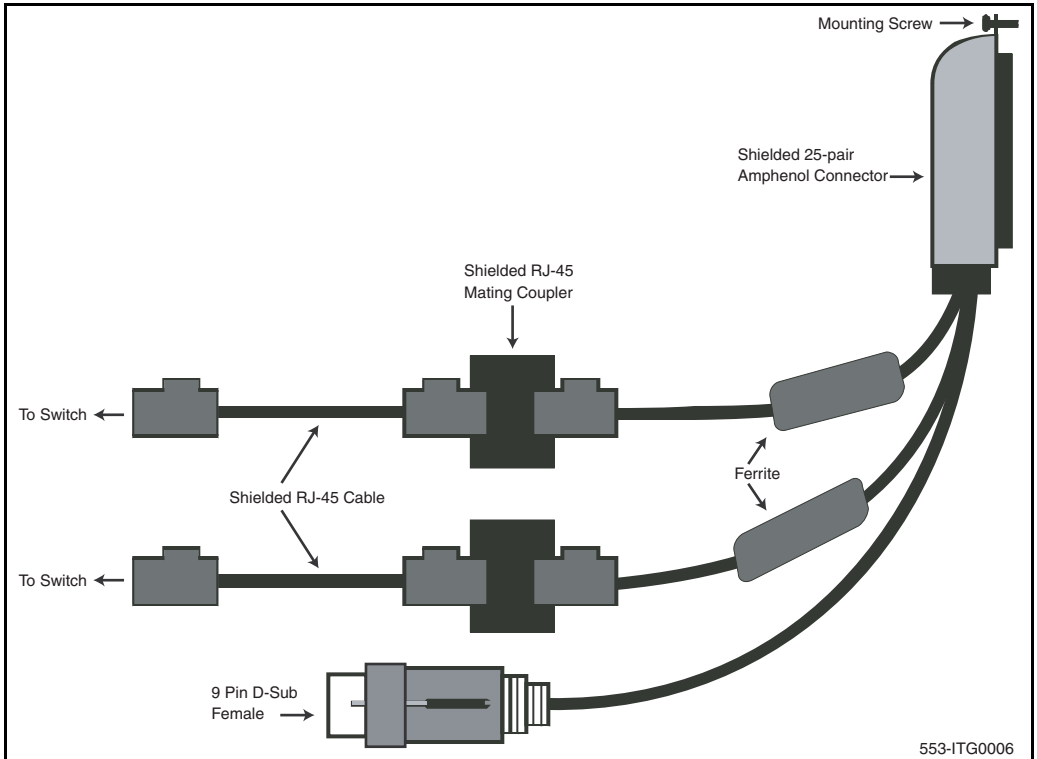 Mounting Screw
Shielded 25-pair
Amphenol Connector
Shielded RJ-45
Mating Coupler
To Switch
Ferrite
Shielded RJ-45 Cable
To Switch
9 Pin D-Sub
Female
553-ITG0006